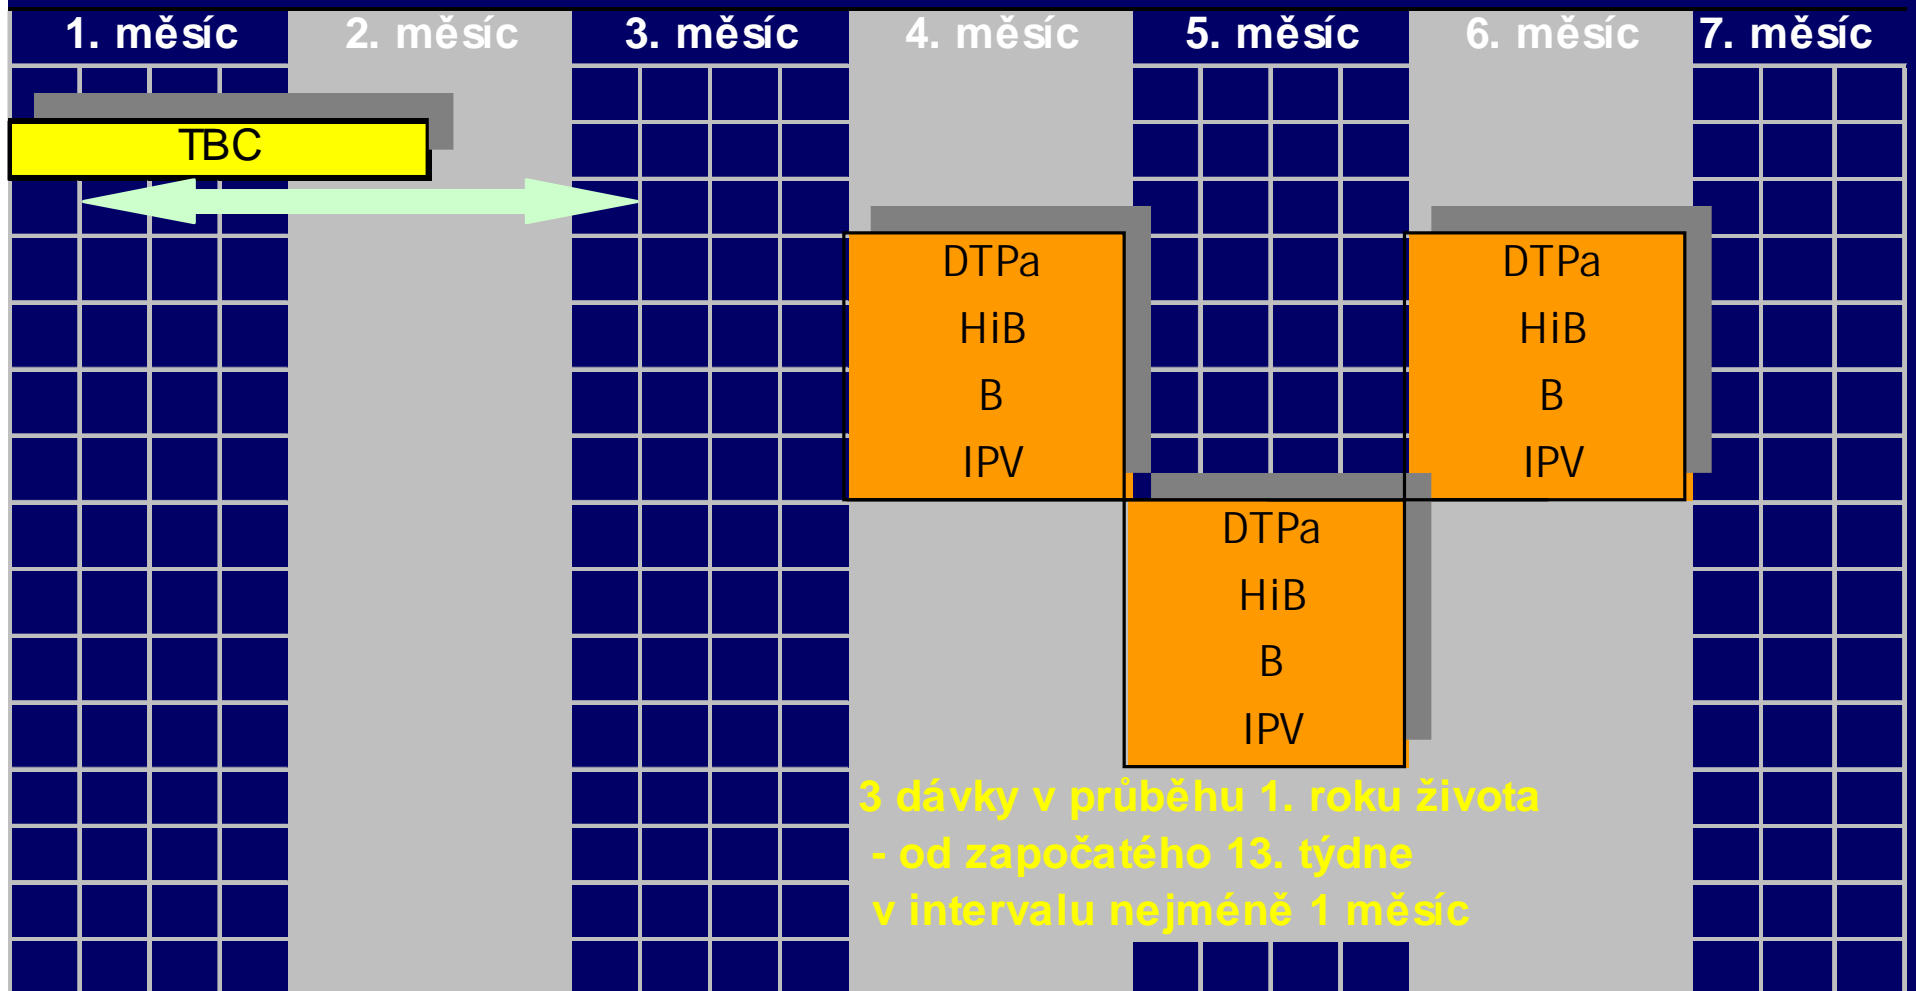 1. měsíc 2. měsíc 3. měsíc 4. měsíc 5. měsíc 6. měsíc 7. měsíc
TBC
DTPa
HiB
B
IPV
DTPa
HiB
B
IPV
DTPa
HiB
B
IPV
3 dávky v průběhu 1. roku života
- od započatého 13. týdne
v intervalu nejméně 1 měsíc